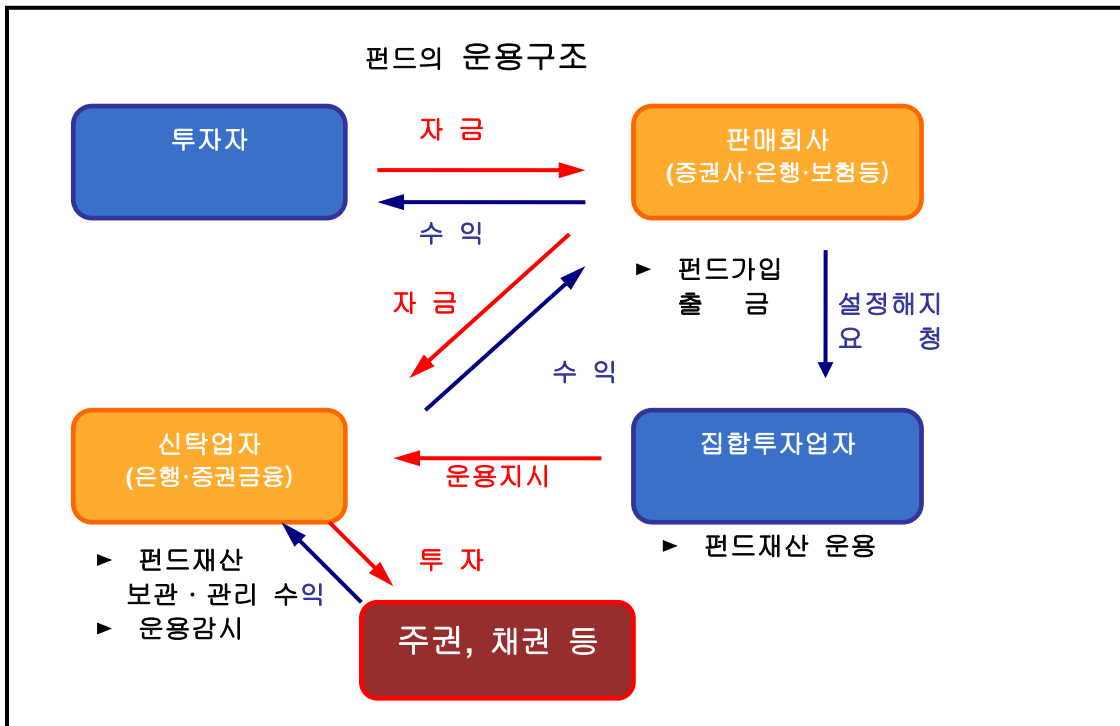 펀드의 운용구조
투자자
자 금
판매회사
(증권사·은행·보험등)
수 익
자 금
► 펀드가입
출 금
설정해지
요 청
수 익
신탁업자
(은행·증권금융)
집합투자업자
운용지시
► 펀드재산
보관·관리 수익
► 운용감시
투 자
► 펀드재산 운용
주권, 채권 등